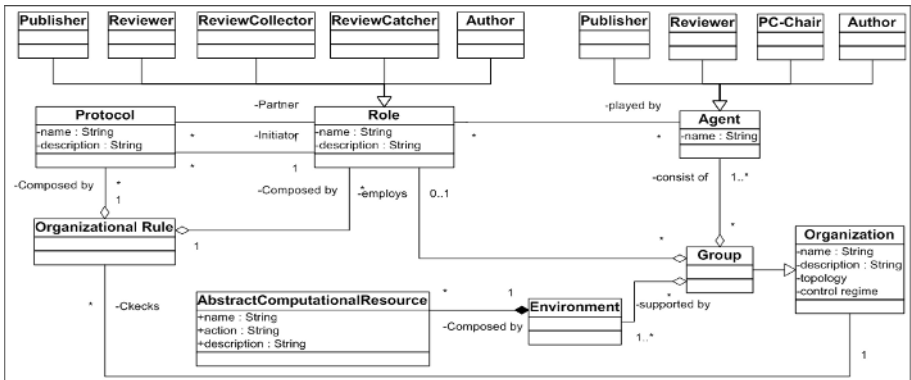 Publisher
Reviewer
ReviewCollector
ReviewCatcher
Author
Publisher
Reviewer
PC-Chair
Author
Protocol
-name : String
-description : String
-Partner
-Initiator
*
*
1
Role
-name : String
-description : String
-played by
*
*
Agent
-name : String
-Composed by
*
1
-Composed by
*
-employs
0..1
-consist of
1..*
Organizational Rule
1
*
*
Group
Organization
-name : String
-description : String
-topology
-control regime
*
-Ckecks
AbstractComputationalResource
+name : String
+action : String
+description : String
*
1
-Composed by
Environment
*
-supported by
1..*
1